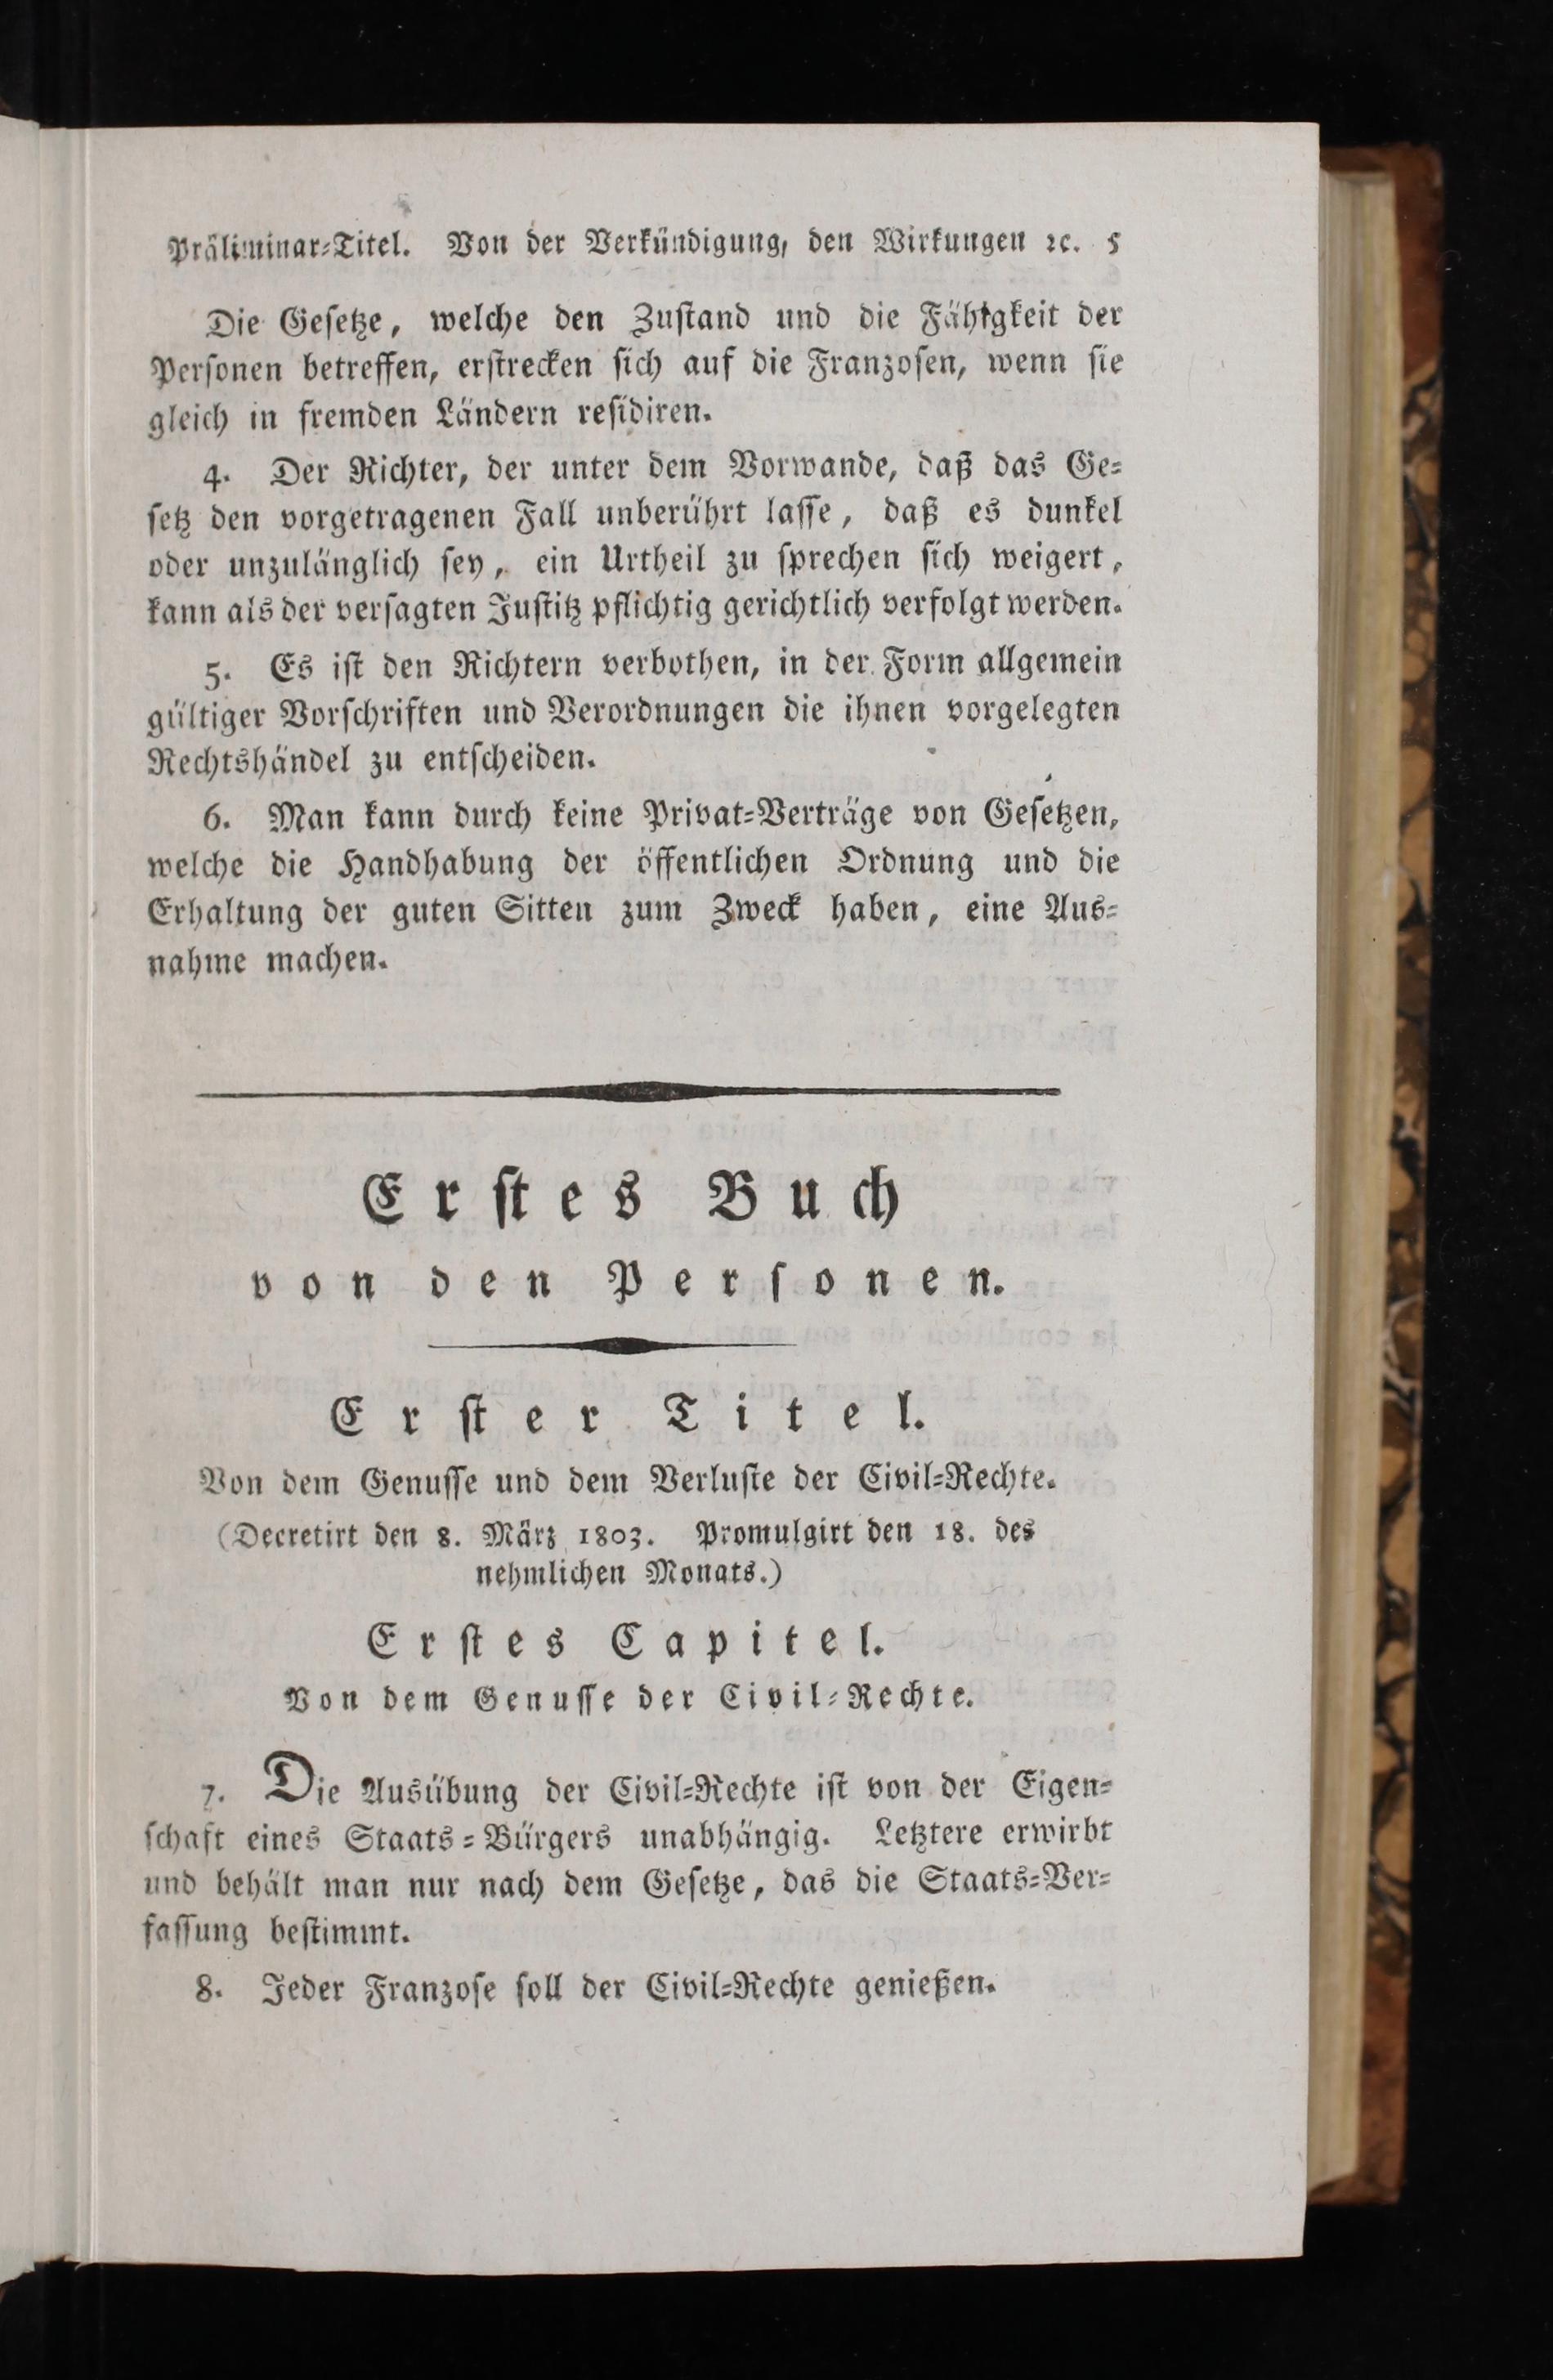 Präliminar-Titel. Von der Verkündigung, den Wirkungen ꝛc. 5
Die Geſetze, welche den Zuſtand und die Fähigkeit der
Perſonen betreffen, erſtrecken ſich auf die Franzoſen, wenn ſie
gleich in fremden Ländern reſidiren.
4. Der Richter, der unter dem Vorwande, daß das Ge-
ſetz den vorgetragenen Fall unberührt laſſe, daß es dunkel
oder unzulänglich ſey, ein Urtheil zu ſprechen ſich weigert,
kann als der verſagten Juſtitz pflichtig gerichtlich verfolgt werden.
5. Es iſt den Richtern verbothen, in der Form allgemein
gültiger Vorſchriften und Verordnungen die ihnen vorgelegten
Rechtshändel zu entſcheiden.
6. Man kann durch keine Privat-Verträge von Geſetzen,
welche die Handhabung der öffentlichen Ordnung und die
Erhaltung der guten Sitten zum Zweck haben, eine Aus-
nahme machen.
Erſtes Buch
von den Perſonen.
Erſter Titel.
Von dem Genuſſe und dem Verluſte der Civil-Rechte.
(Decretirt den 8. März 1803. Promulgirt den 18. des
nehmlichen Monats.)
Erſtes Capitel.
Von dem Genuſſe der Civil-Rechte.
7. Die Ausübung der Civil-Rechte iſt von der Eigen-
ſchaft eines Staats-Bürgers unabhängig. Letztere erwirbt
und behält man nur nach dem Geſetze, das die Staats-Ver-
faſſung beſtimmt.
8. Jeder Franzoſe ſoll der Civil-Rechte genießen.